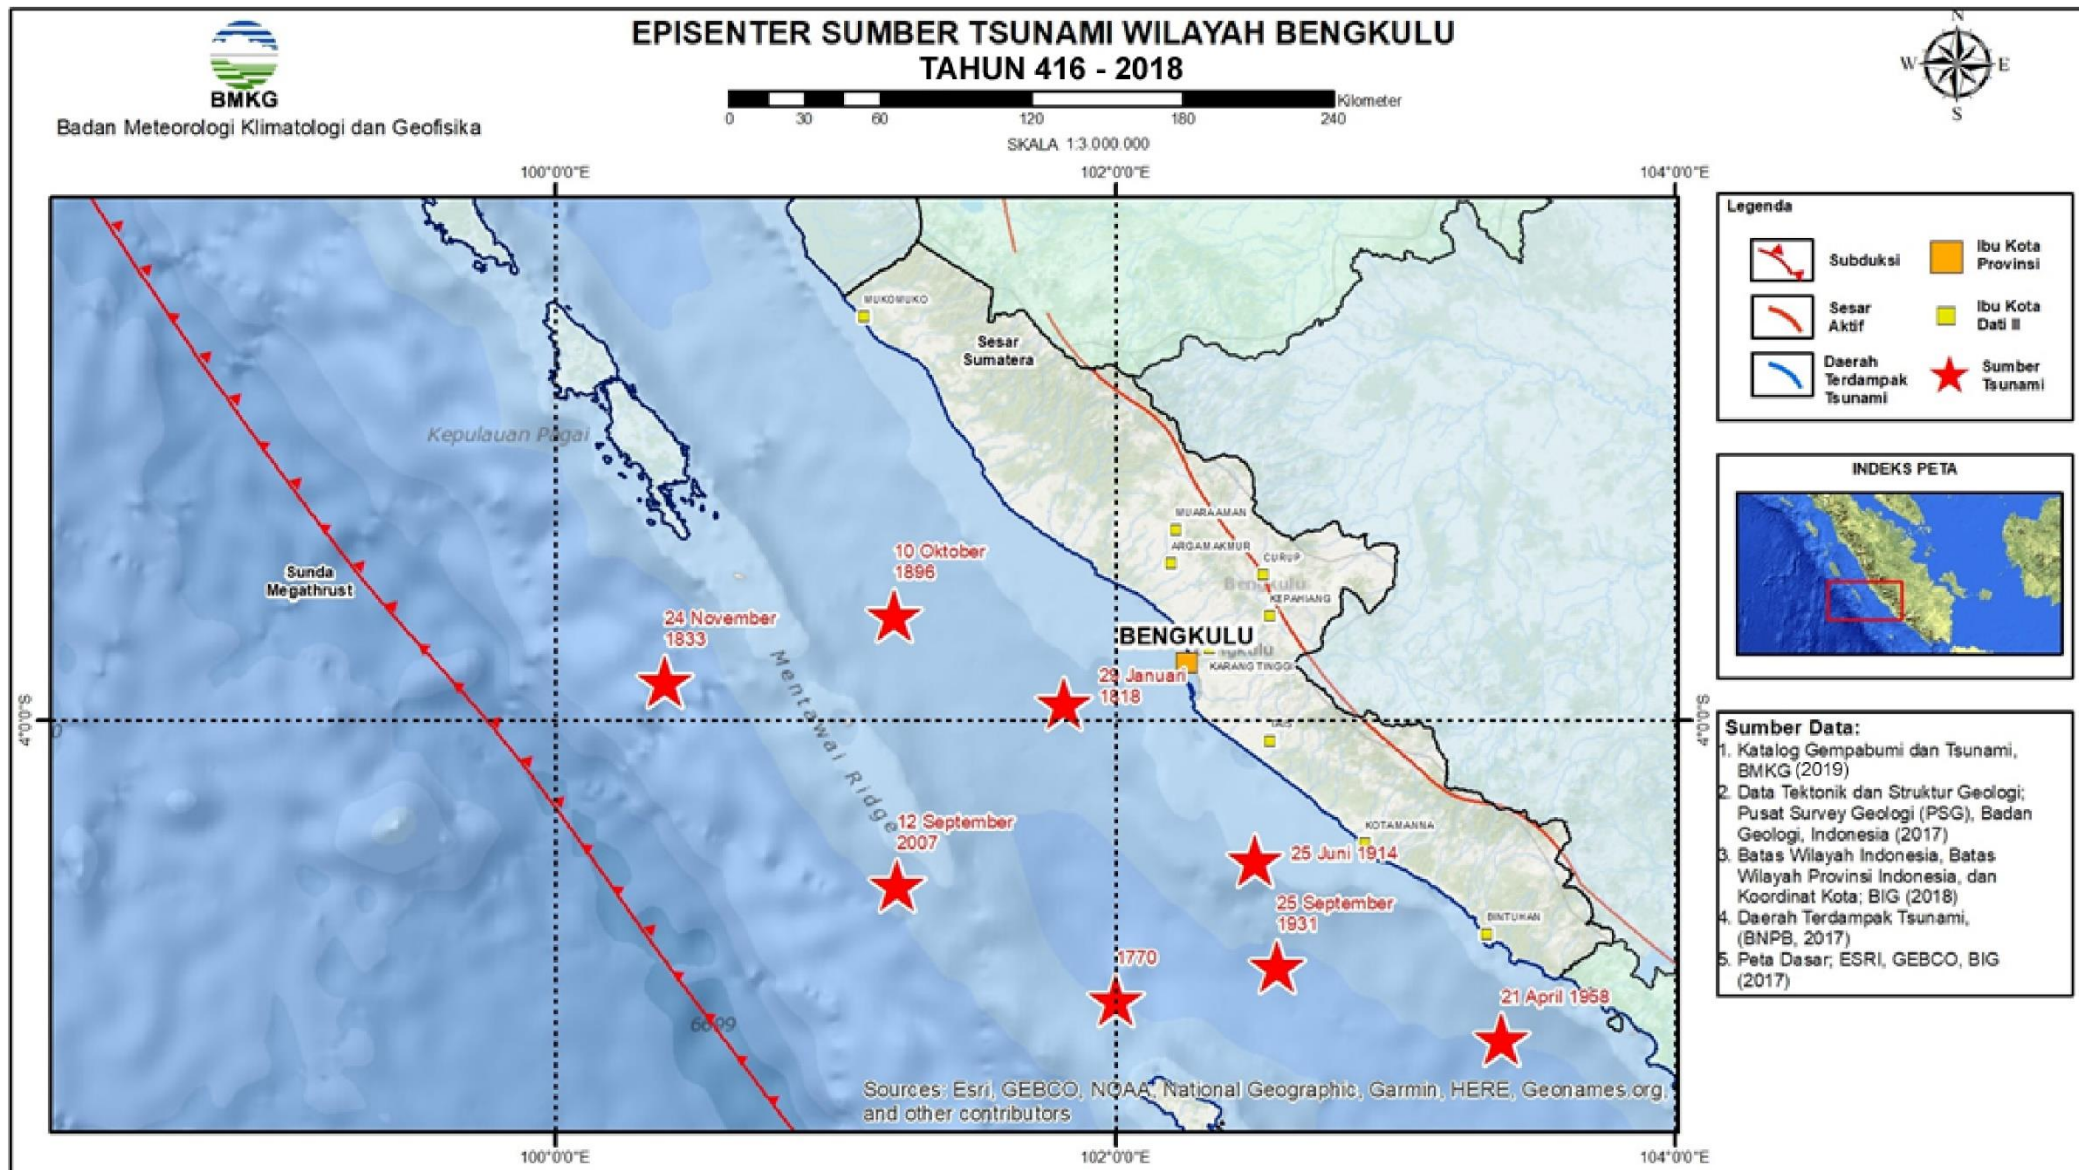 EPISENTER SUMBER TSUNAMI WILAYAH BENGKULU
TAHUN 416 - 2018
BMKG
Badan Meteorologi Klimatologi dan Geofisika
0 30 60 120 180 240 Kilometer
SKALA 1:3.000.000
N
W E
S
100°0'0"E 102°0'0"E 104°0'0"E
4°0'0"S
4°0'0"S
MUKOMUKO
Sesar
Sumatera
Kepulauan Pagai
MUARAAMAN
ARGAMAKMUR
CURUP
Bengkulu
KEPAHIANG
Sunda
Megathrust
10 Oktober
1896
24 November
1833
BENGKULU
KARANG TINGGI
29 Januari
1818
Mentawai Ridge
12 September
2007
KOTAMANNA
25 Juni 1914
25 September
1931
BINTUHAN
1770
21 April 1958
6699
Sources: Esri, GEBCO, NOAA, National Geographic, Garmin, HERE, Geonames.org,
and other contributors
100°0'0"E 102°0'0"E 104°0'0"E
Legenda
Subduksi
Ibu Kota
Provinsi
Sesar
Aktif
Ibu Kota
Dati II
Daerah
Terdampak
Tsunami
Sumber
Tsunami
INDEKS PETA
Sumber Data:
1. Katalog Gempabumi dan Tsunami,
BMKG (2019)
2. Data Tektonik dan Struktur Geologi;
Pusat Survey Geologi (PSG), Badan
Geologi, Indonesia (2017)
3. Batas Wilayah Indonesia, Batas
Wilayah Provinsi Indonesia, dan
Koordinat Kota; BIG (2018)
4. Daerah Terdampak Tsunami,
(BNPB, 2017)
5. Peta Dasar; ESRI, GEBCO, BIG
(2017)